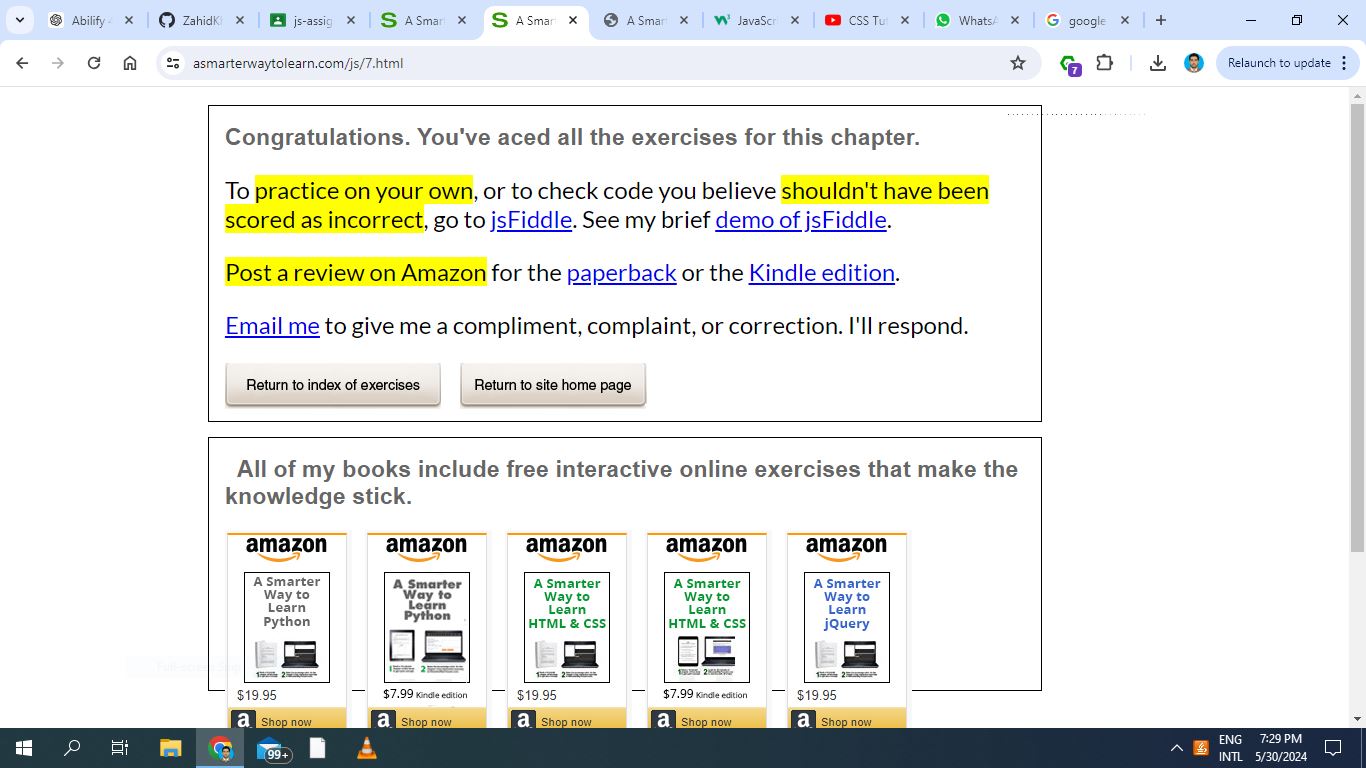 Abilify
ZahidK
js-assig
A Smart
A Smart
A Smart
JavaScri
CSS Tut
WhatsA
google
asmarterwaytolearn.com/js/7.html
7
Relaunch to update
Congratulations. You've aced all the exercises for this chapter.
To practice on your own, or to check code you believe shouldn't have been
scored as incorrect, go to jsFiddle. See my brief demo of jsFiddle.
Post a review on Amazon for the paperback or the Kindle edition.
Email me to give me a compliment, complaint, or correction. I'll respond.
Return to index of exercises
Return to site home page
All of my books include free interactive online exercises that make the
knowledge stick.
amazon
A Smarter
Way to
Learn
Python
$19.95
a Shop now
amazon
A Smarter
Way to
Learn
Python
$7.99 Kindle edition
a Shop now
amazon
A Smarter
Way to
Learn
HTML & CSS
$19.95
a Shop now
amazon
A Smarter
Way to
Learn
HTML & CSS
$7.99 Kindle edition
a Shop now
amazon
A Smarter
Way to
Learn
jQuery
$19.95
a Shop now
99+
ENG
INTL
7:29 PM
5/30/2024